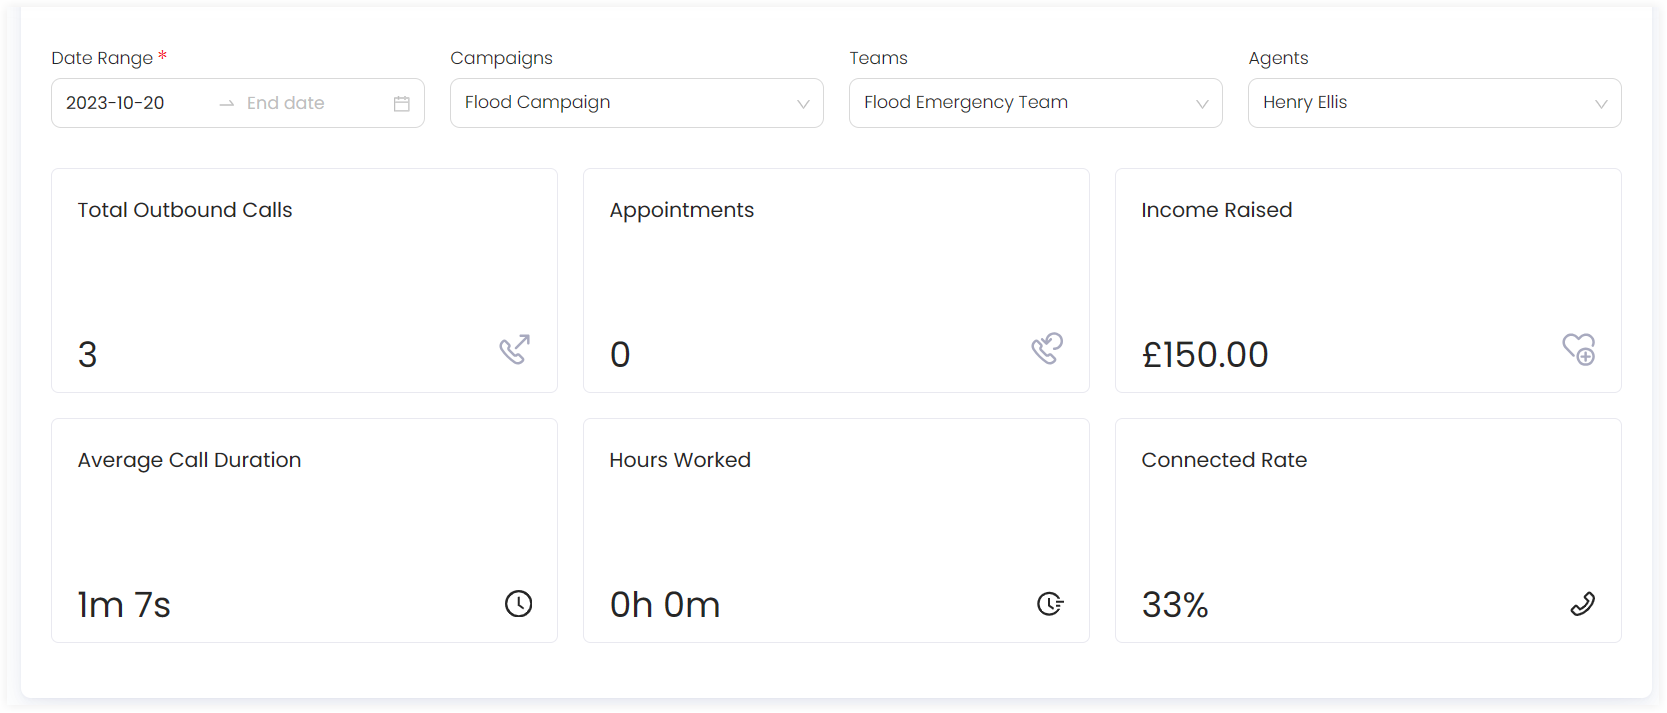 Date Range *
Campaigns
Teams
Agents
2023-10-20 → End date
Flood Campaign
Flood Emergency Team
Henry Ellis
Total Outbound Calls
3
Appointments
0
Income Raised
£150.00
Average Call Duration
1m 7s
Hours Worked
0h 0m
Connected Rate
33%